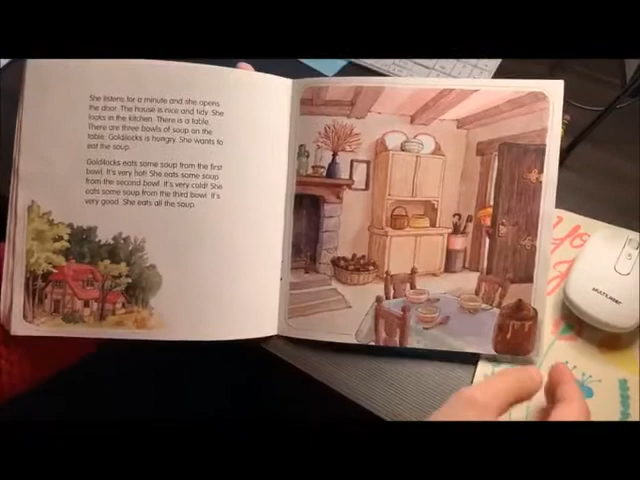 She listens for a minute and she opens
the door. The house is nice and tidy. She
looks in the kitchen. There is a table.
There are three bowls of soup on the
table. Goldilocks is hungry. She wants to
eat the soup.
Goldilocks eats some soup from the first
bowl. It's very hot! She eats some soup
from the second bowl. It's very cold! She
eats some soup from the third bowl. It's
very good. She eats all the soup.